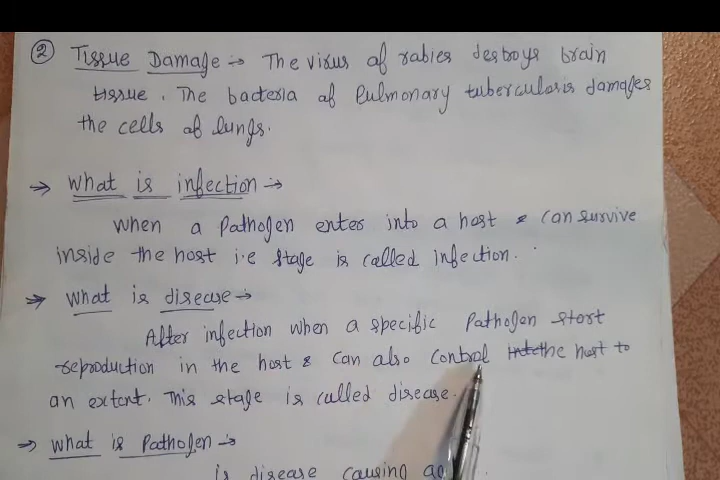 ② Tissue Damage :→ The virus of rabies destroys brain
tissue. The bacteria of Pulmonary tuberculosis damages
the cells of lungs.
→ What is infection :→
When a Pathogen enters into a host & can survive
inside the host i.e stage is called infection.
→ What is disease :→
After infection when a specific Pathogen start
reproduction in the host & can also control the host to
an extent. This stage is called disease.
→ What is Pathogen :→
is disease causing